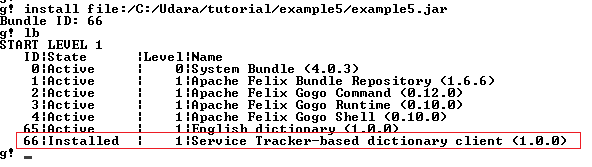 g! install file:/C:/Udara/tutorial/example5/example5.jar
Bundle ID: 66
g! lb
START LEVEL 1
   ID|State      |Level|Name
    0|Active     |    0|System Bundle (4.0.3)
    1|Active     |    1|Apache Felix Bundle Repository (1.6.6)
    2|Active     |    1|Apache Felix Gogo Command (0.12.0)
    3|Active     |    1|Apache Felix Gogo Runtime (0.10.0)
    4|Active     |    1|Apache Felix Gogo Shell (0.10.0)
   65|Active     |    1|English dictionary (1.0.0)
   66|Installed  |    1|Service Tracker-based dictionary client (1.0.0)
g! _